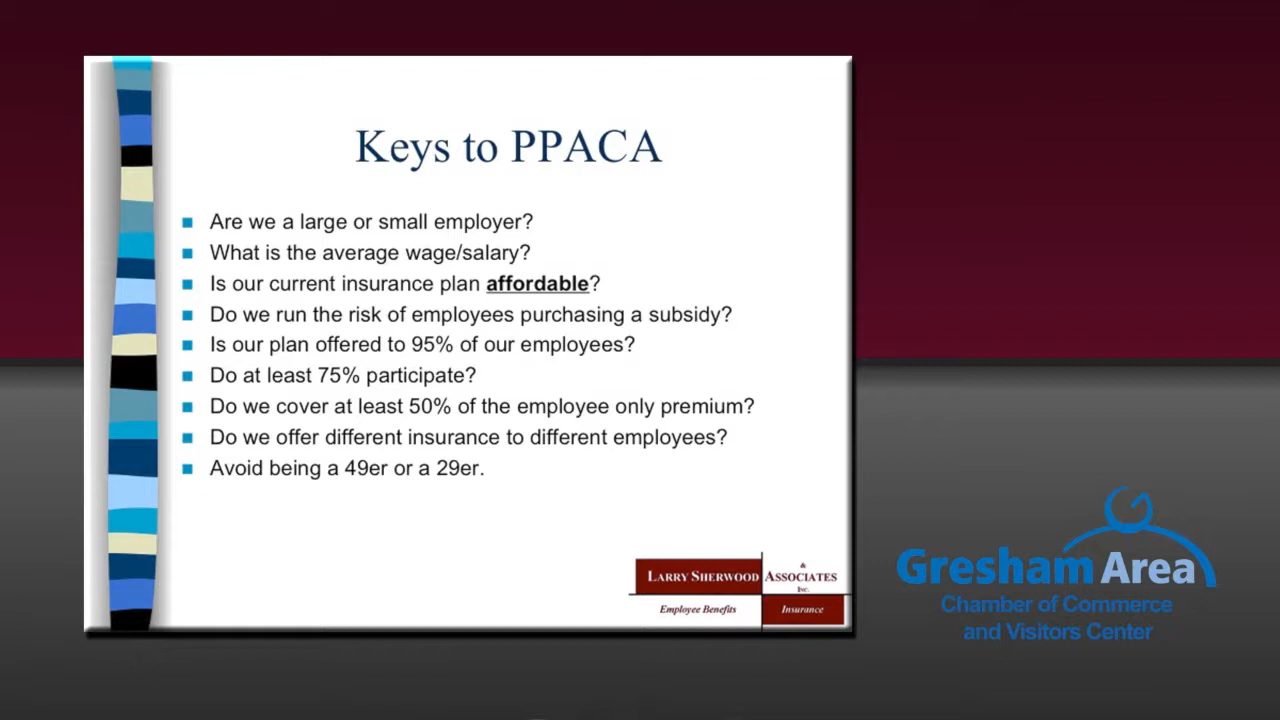 Keys to PPACA
Are we a large or small employer?
What is the average wage/salary?
Is our current insurance plan affordable?
Do we run the risk of employees purchasing a subsidy?
Is our plan offered to 95% of our employees?
Do at least 75% participate?
Do we cover at least 50% of the employee only premium?
Do we offer different insurance to different employees?
Avoid being a 49er or a 29er.
LARRY SHERWOOD & ASSOCIATES INC.
Employee Benefits Insurance
Gresham Area
Chamber of Commerce
and Visitors Center